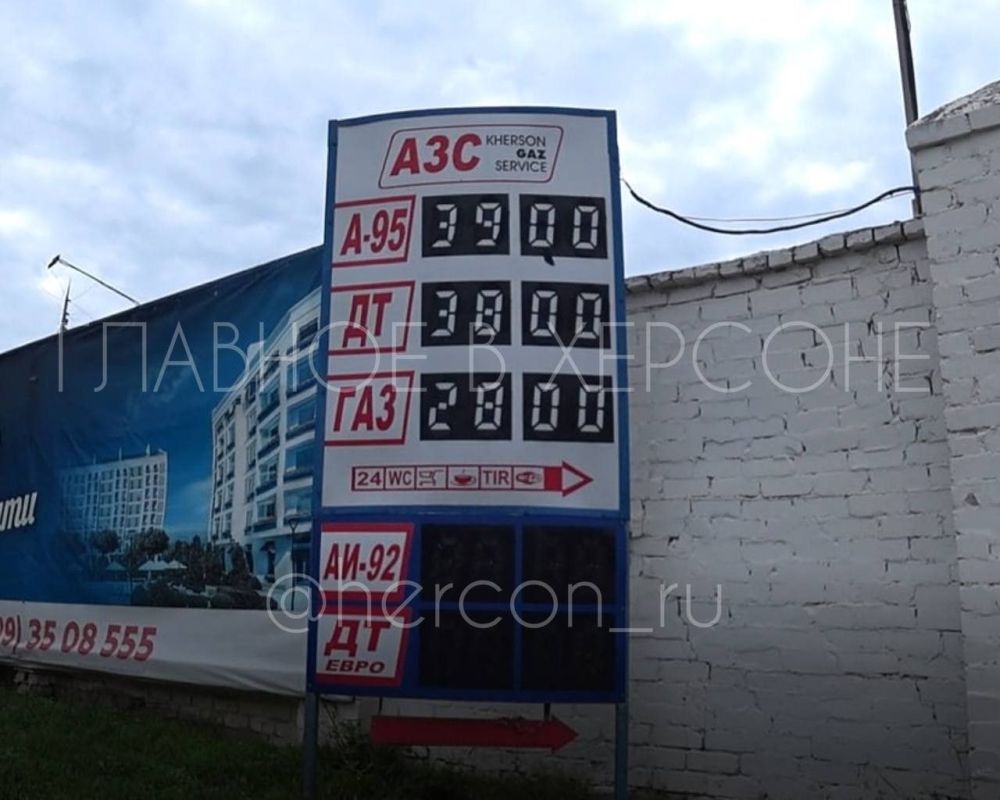 АЗС KHERSON
GAZ
SERVICE
А-95 39 00
ДТ 38 00
ГЛАВНОЕ В ХЕРСОНЕ
ГАЗ 28 00
24 WC TIR
АИ-92
@hercon_ru
ДТ
ЕВРО
9) 35 08 555